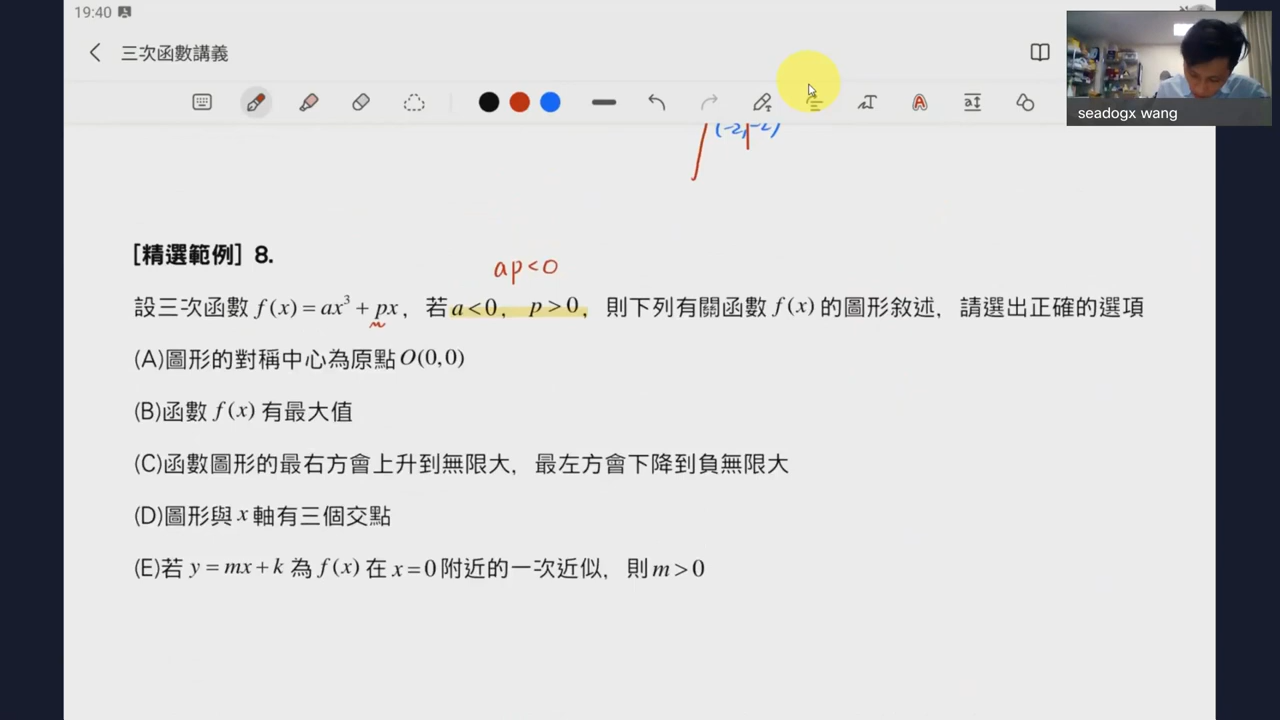 19:40
三次函數講義
seadogx wang
(-2,-2)
[精選範例] 8.
ap<0
設三次函數 f(x)=ax³+px，若 a<0，p>0，則下列有關函數 f(x) 的圖形敘述，請選出正確的選項
(A)圖形的對稱中心為原點 O(0,0)
(B)函數 f(x) 有最大值
(C)函數圖形的最右方會上升到無限大，最左方會下降到負無限大
(D)圖形與 x 軸有三個交點
(E)若 y=mx+k 為 f(x) 在 x=0 附近的一次近似，則 m>0